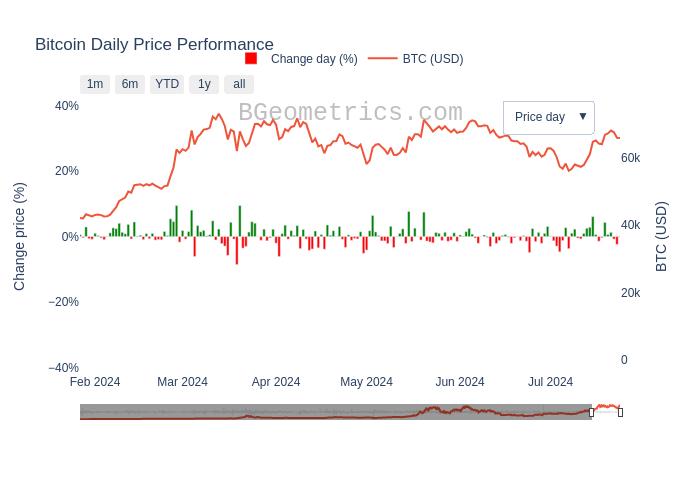 Bitcoin Daily Price Performance
Change day (%)
BTC (USD)
1m
6m
YTD
1y
all
BGeometrics.com
Price day
▼
40%
20%
0%
−20%
−40%
Change price (%)
60k
40k
20k
0
BTC (USD)
Feb 2024
Mar 2024
Apr 2024
May 2024
Jun 2024
Jul 2024